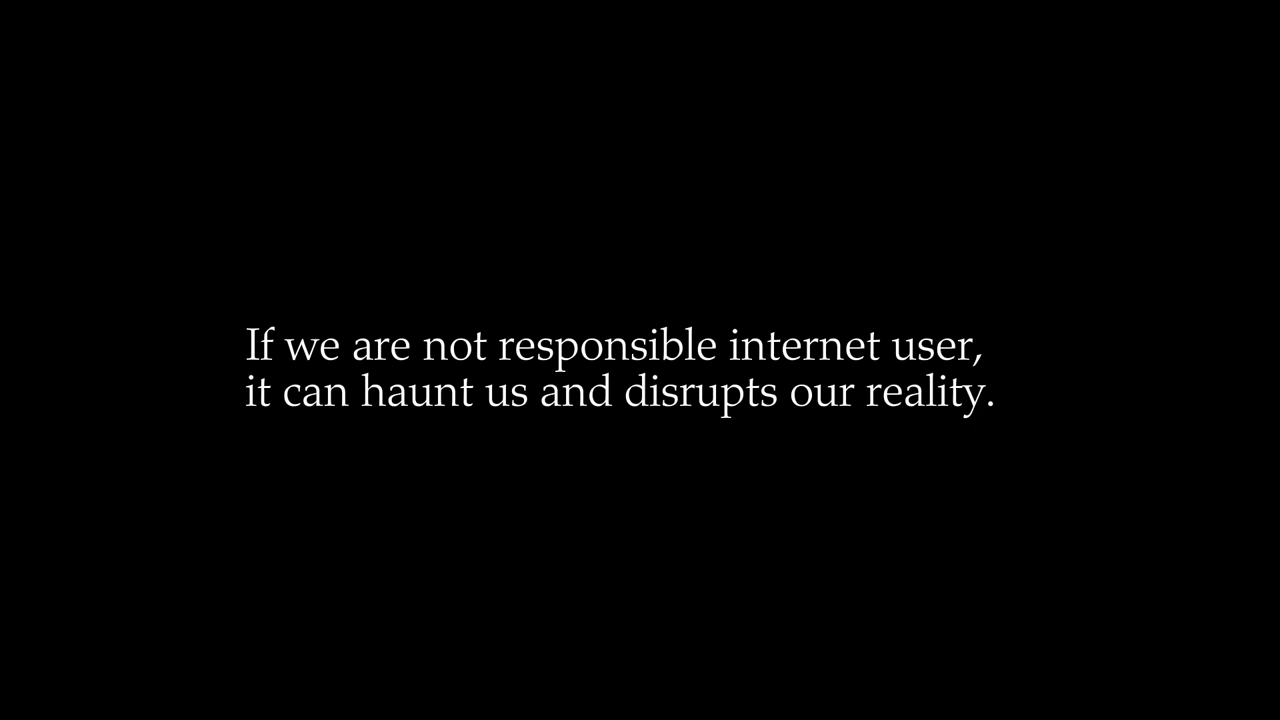 If we are not responsible internet user,
it can haunt us and disrupts our reality.